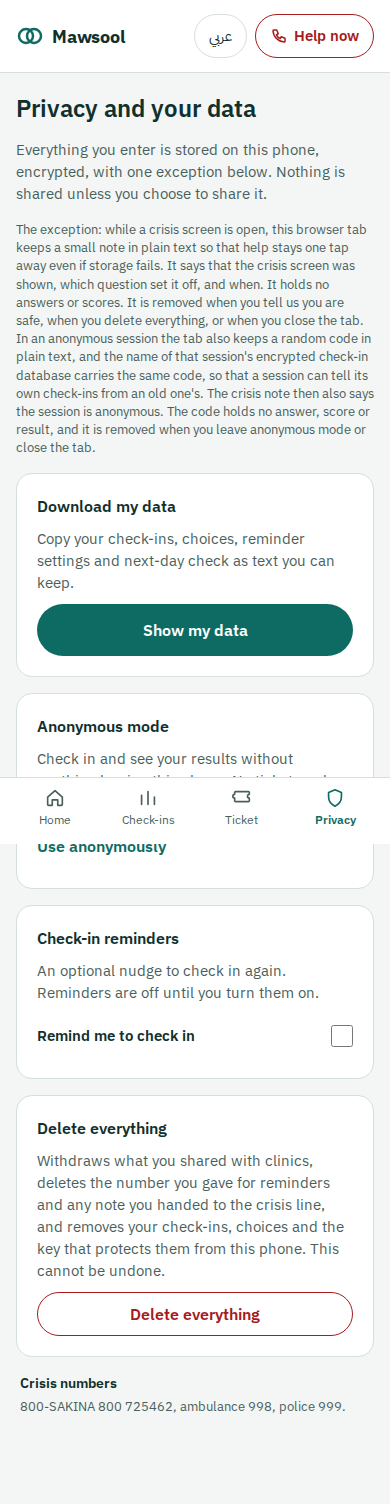 Mawsool
عربي
Help now
Privacy and your data
Everything you enter is stored on this phone,
encrypted, with one exception below. Nothing is
shared unless you choose to share it.
The exception: while a crisis screen is open, this browser tab
keeps a small note in plain text so that help stays one tap
away even if storage fails. It says that the crisis screen was
shown, which question set it off, and when. It holds no
answers or scores. It is removed when you tell us you are
safe, when you delete everything, or when you close the tab.
In an anonymous session the tab also keeps a random code in
plain text, and the name of that session's encrypted check-in
database carries the same code, so that a session can tell its
own check-ins from an old one's. The crisis note then also says
the session is anonymous. The code holds no answer, score or
result, and it is removed when you leave anonymous mode or
close the tab.
Download my data
Copy your check-ins, choices, reminder
settings and next-day check as text you can
keep.
Show my data
Anonymous mode
Check in and see your results without
Home
Check-ins
Ticket
Privacy
Use anonymously
Check-in reminders
An optional nudge to check in again.
Reminders are off until you turn them on.
Remind me to check in
Delete everything
Withdraws what you shared with clinics,
deletes the number you gave for reminders
and any note you handed to the crisis line,
and removes your check-ins, choices and the
key that protects them from this phone. This
cannot be undone.
Delete everything
Crisis numbers
800-SAKINA 800 725462, ambulance 998, police 999.